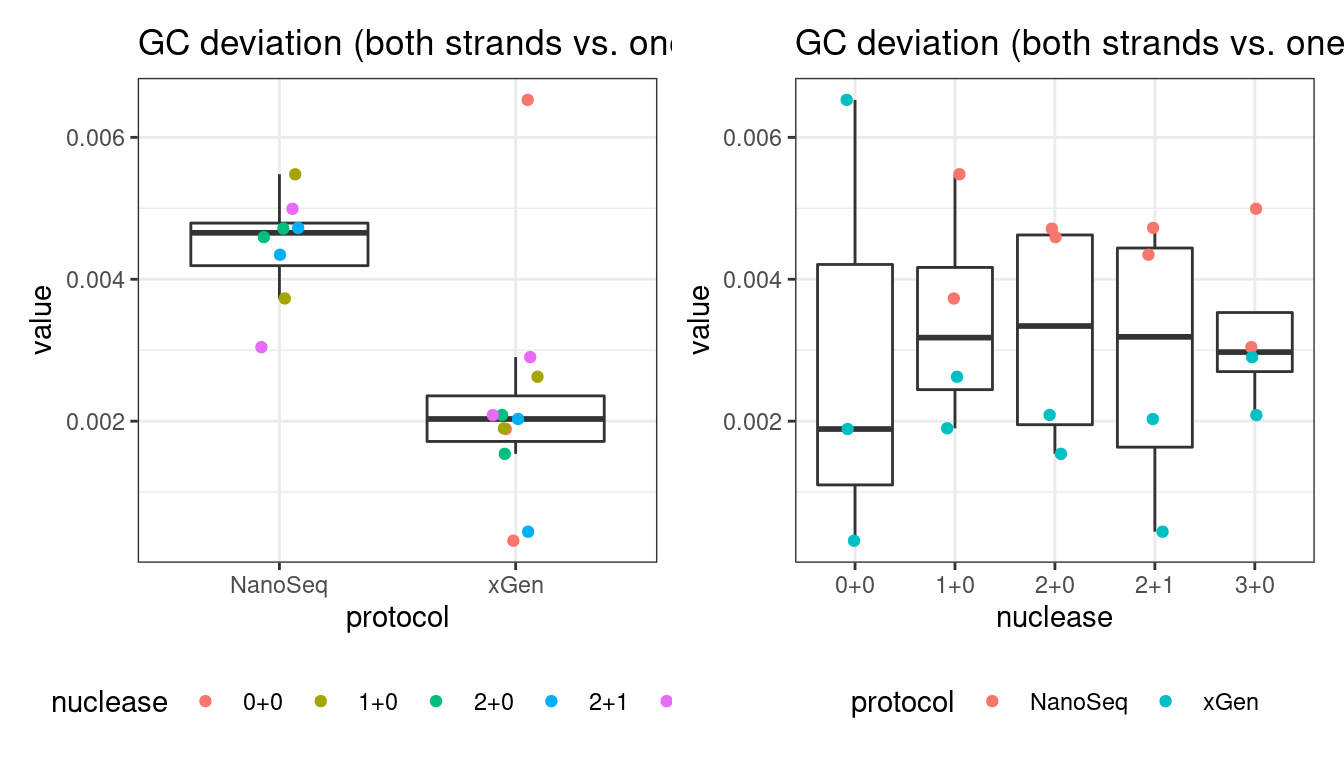 GC deviation (both strands vs. one
value
0.006
0.004
0.002
NanoSeq xGen
protocol
nuclease 0+0 1+0 2+0 2+1
GC deviation (both strands vs. one
value
0.006
0.004
0.002
0+0 1+0 2+0 2+1 3+0
nuclease
protocol NanoSeq xGen